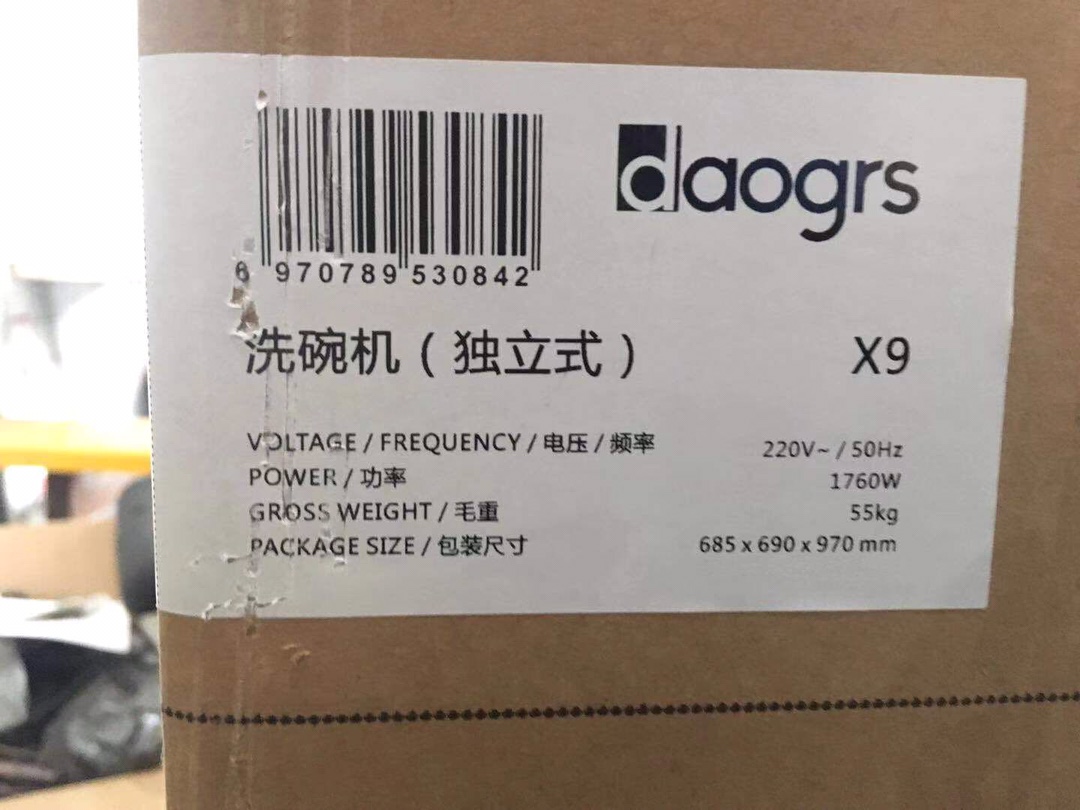 daogrs
6 970789 530842
洗碗机（独立式） X9
VOLTAGE / FREQUENCY / 电压 / 频率 220V~ / 50Hz
POWER / 功率 1760W
GROSS WEIGHT / 毛重 55kg
PACKAGE SIZE / 包装尺寸 685 x 690 x 970 mm